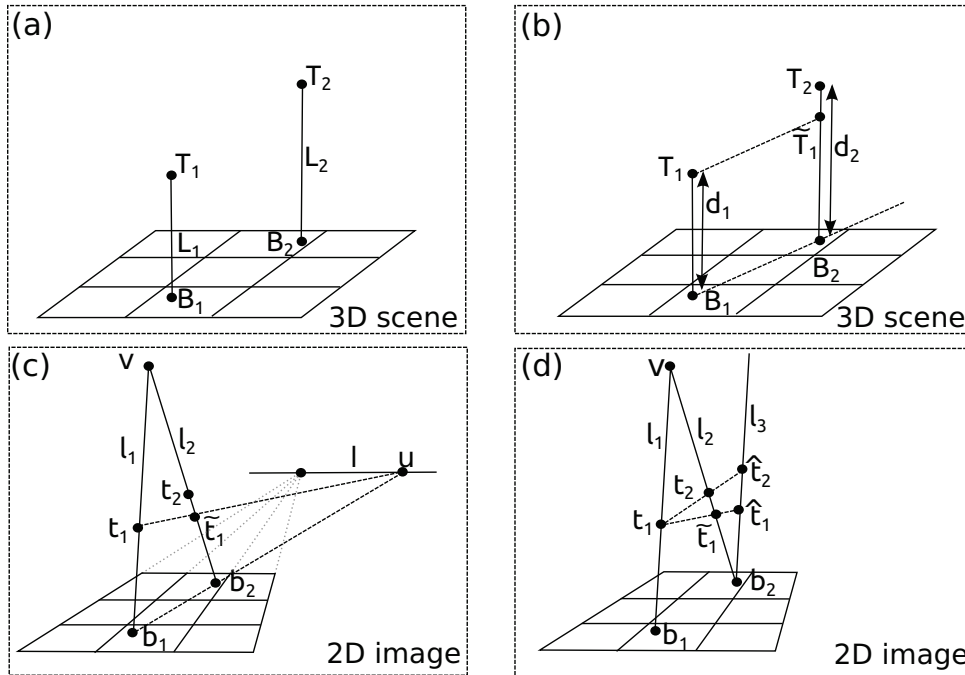 (a)
T₂
T₁
L₂
L₁
B₂
B₁
3D scene
(b)
T₂
T̃₁
d₂
T₁
d₁
B₂
B₁
3D scene
(c)
v
l₁
l₂
l
u
t₂
t₁
t̃₁
b₂
b₁
2D image
(d)
v
l₁
l₂
l₃
t̂₂
t₂
t̂₁
t₁
t̃₁
b₂
b₁
2D image